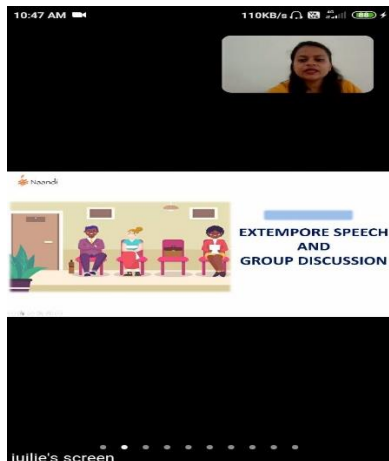 10:47 AM
110KB/s
Naandi
EXTEMPORE SPEECH
AND
GROUP DISCUSSION
juilie's screen